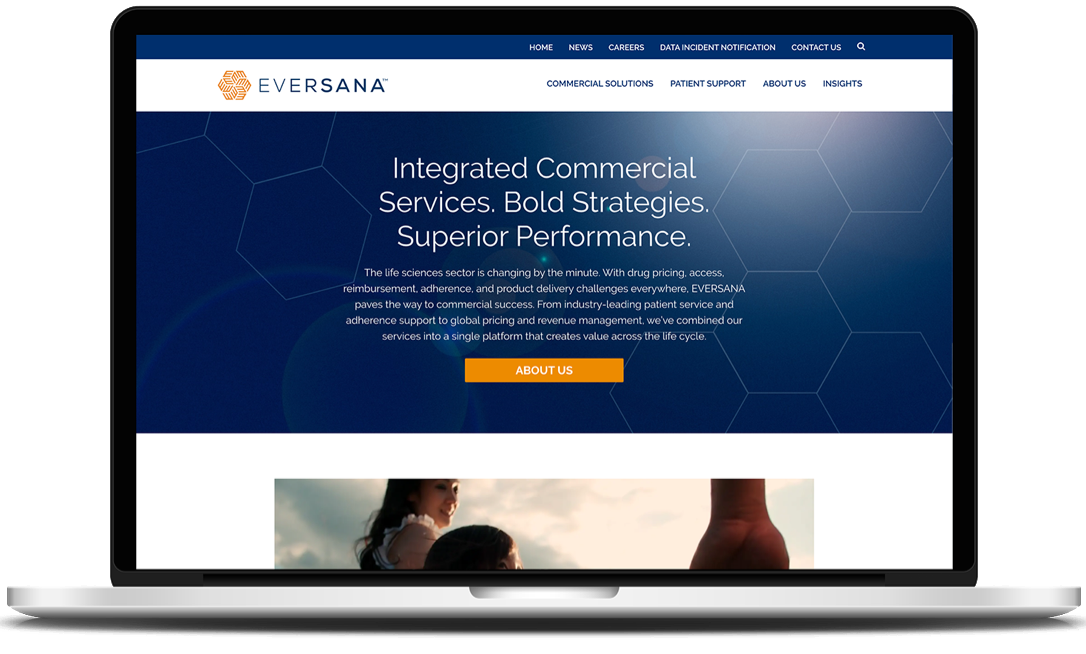 HOME NEWS CAREERS DATA INCIDENT NOTIFICATION CONTACT US
EVERSANA™
COMMERCIAL SOLUTIONS PATIENT SUPPORT ABOUT US INSIGHTS
Integrated Commercial
Services. Bold Strategies.
Superior Performance.
The life sciences sector is changing by the minute. With drug pricing, access,
reimbursement, adherence, and product delivery challenges everywhere, EVERSANA
paves the way to commercial success. From industry-leading patient service and
adherence support to global pricing and revenue management, we've combined our
services into a single platform that creates value across the life cycle.
ABOUT US